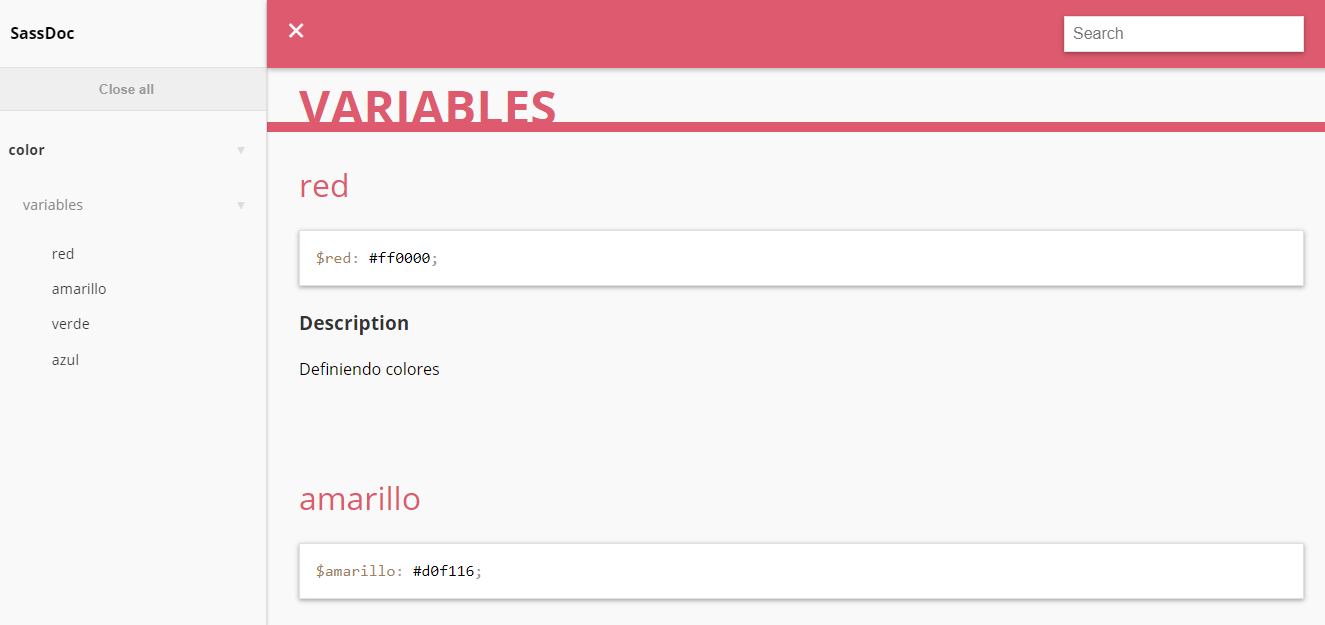 SassDoc
Close all
color
variables
red
amarillo
verde
azul
Search
VARIABLES
red
$red: #ff0000;
Description
Definiendo colores
amarillo
$amarillo: #d0f116;